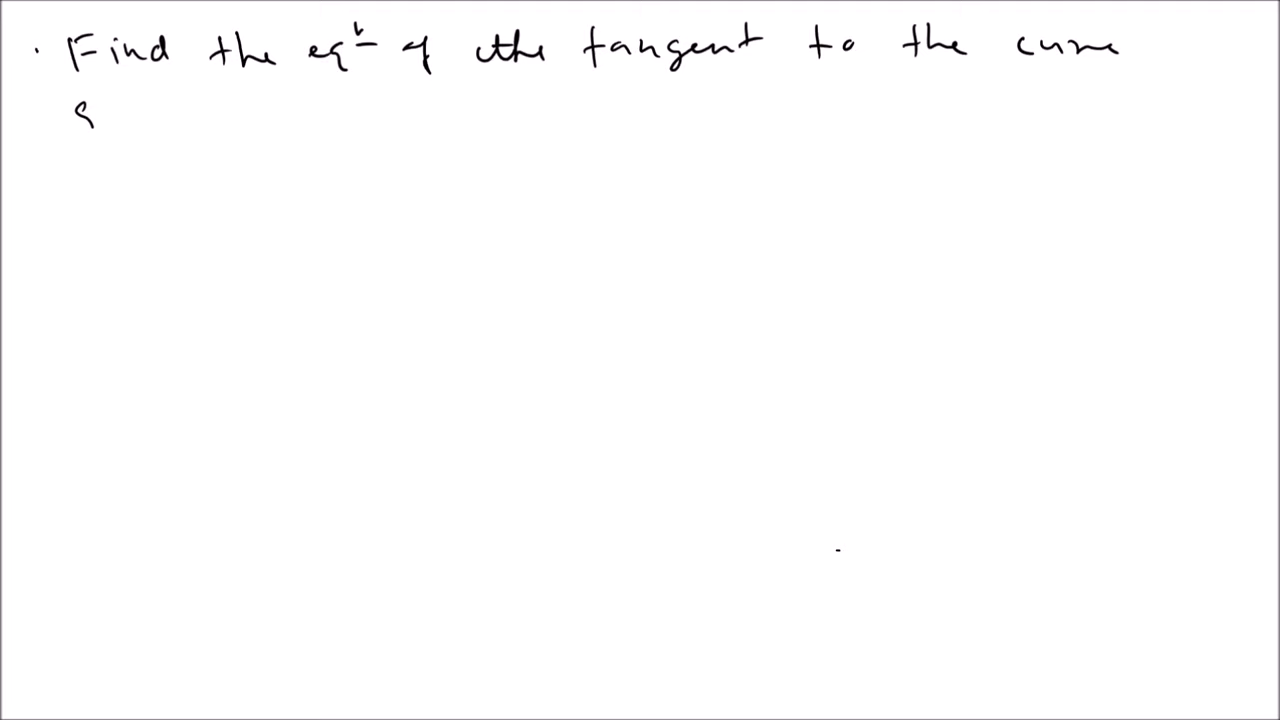 . Find the eqⁿ of the tangent to the curve